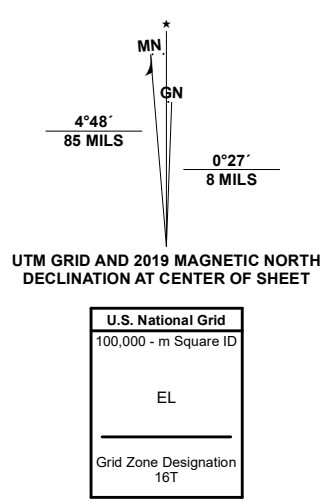 MN
GN
4°48´
85 MILS
0°27´
8 MILS
UTM GRID AND 2019 MAGNETIC NORTH
DECLINATION AT CENTER OF SHEET
U.S. National Grid
100,000 - m Square ID
EL
Grid Zone Designation
16T